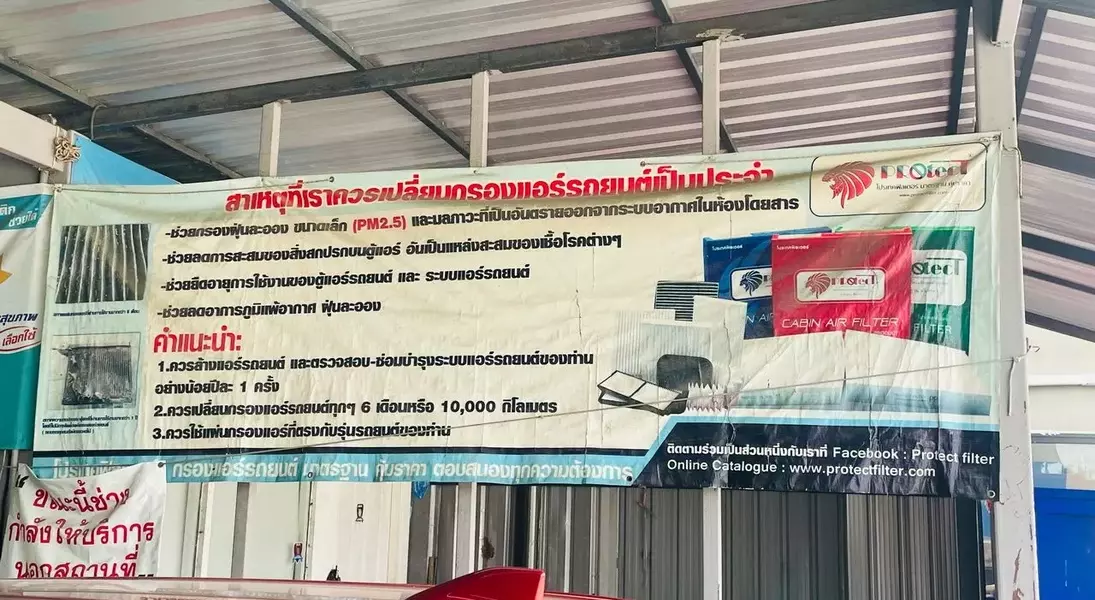 สาเหตุที่เราควรเปลี่ยนกรองแอร์รถยนต์เป็นประจำ
-ช่วยกรองฝุ่นละออง ขนาดเล็ก (PM2.5) และมลภาวะที่เป็นอันตรายออกจากระบบอากาศในห้องโดยสาร
-ช่วยลดการสะสมของสิ่งสกปรกบนตู้แอร์ อันเป็นแหล่งสะสมของเชื้อโรคต่างๆ
-ช่วยยืดอายุการใช้งานของตู้แอร์รถยนต์ และ ระบบแอร์รถยนต์
-ช่วยลดอาการภูมิแพ้อากาศ ฝุ่นละออง
คำแนะนำ:
1.ควรล้างแอร์รถยนต์ และตรวจสอบ-ซ่อมบำรุงระบบแอร์รถยนต์ของท่าน
อย่างน้อยปีละ 1 ครั้ง
2.ควรเปลี่ยนกรองแอร์รถยนต์ทุกๆ 6 เดือนหรือ 10,000 กิโลเมตร
3.ควรใช้แผ่นกรองแอร์ที่ตรงกับรุ่นรถยนต์ของท่าน
PROtecT
PROtecT
PROtecT
CABIN AIR FILTER
FILTER
กรองแอร์รถยนต์ มาตรฐาน กับราคา ตอบสนองทุกความต้องการ
ติดตามร่วมเป็นส่วนหนึ่งกับเราที่ Facebook : Protect filter
Online Catalogue : www.protectfilter.com
ช่วยได้
สุขภาพ
เลือกใช้
ขณะนี้ช่าง
กำลังให้บริการ
นอกสถานที่